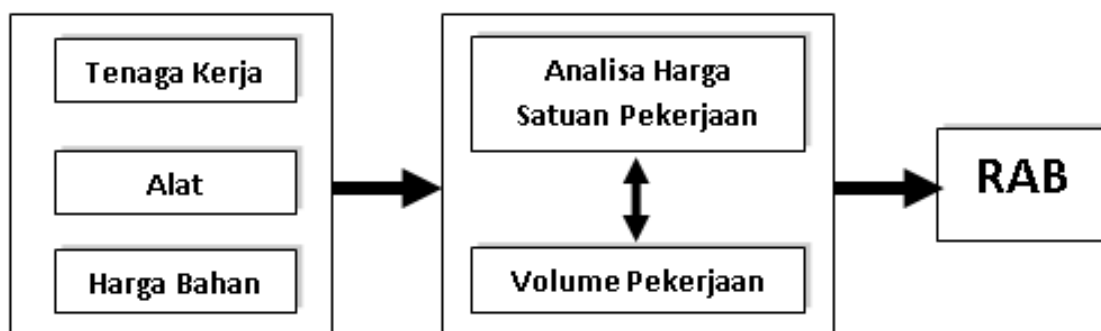 Tenaga Kerja
Alat
Harga Bahan
Analisa Harga
Satuan Pekerjaan
Volume Pekerjaan
RAB